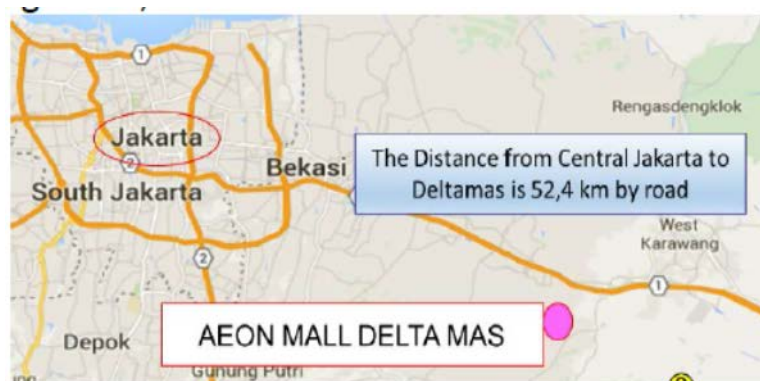 1
Rengasdengklok
Jakarta
2
Bekasi
The Distance from Central Jakarta to
Deltamas is 52,4 km by road
South Jakarta
West
Karawang
2
1
AEON MALL DELTA MAS
Depok
Gunung Putri